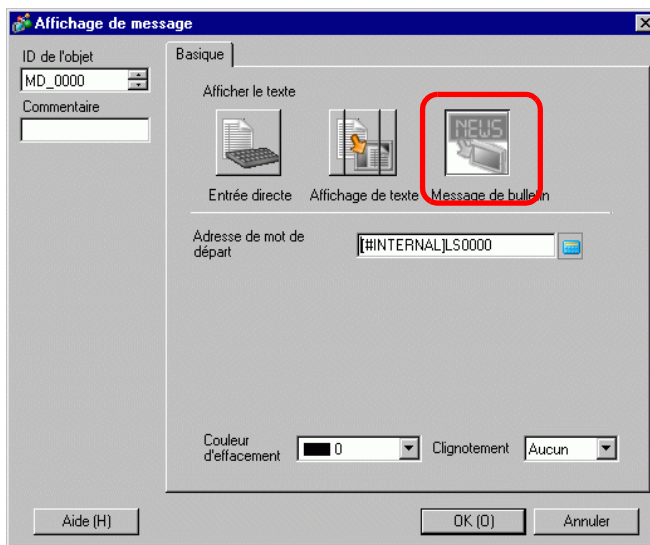 Affichage de message
ID de l'objet
MD_0000
Commentaire
Basique
Afficher le texte
NEWS
Entrée directe
Affichage de texte
Message de bulletin
Adresse de mot de
départ
[#INTERNAL]LS0000
Couleur
d'effacement
0
Clignotement
Aucun
Aide (H)
OK (O)
Annuler